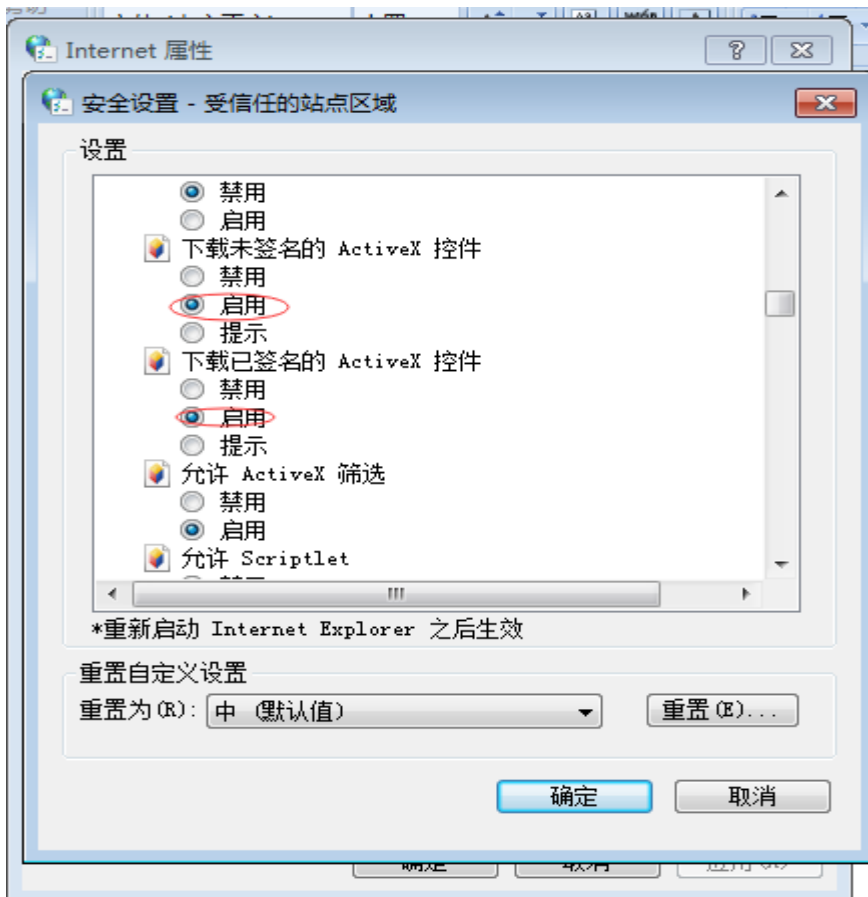 Internet 属性
安全设置 - 受信任的站点区域
设置
禁用
启用
下载未签名的 ActiveX 控件
禁用
启用
提示
下载已签名的 ActiveX 控件
禁用
启用
提示
允许 ActiveX 筛选
禁用
启用
允许 Scriptlet
*重新启动 Internet Explorer 之后生效
重置自定义设置
重置为(R): 中 (默认值) 重置(E)...
确定 取消